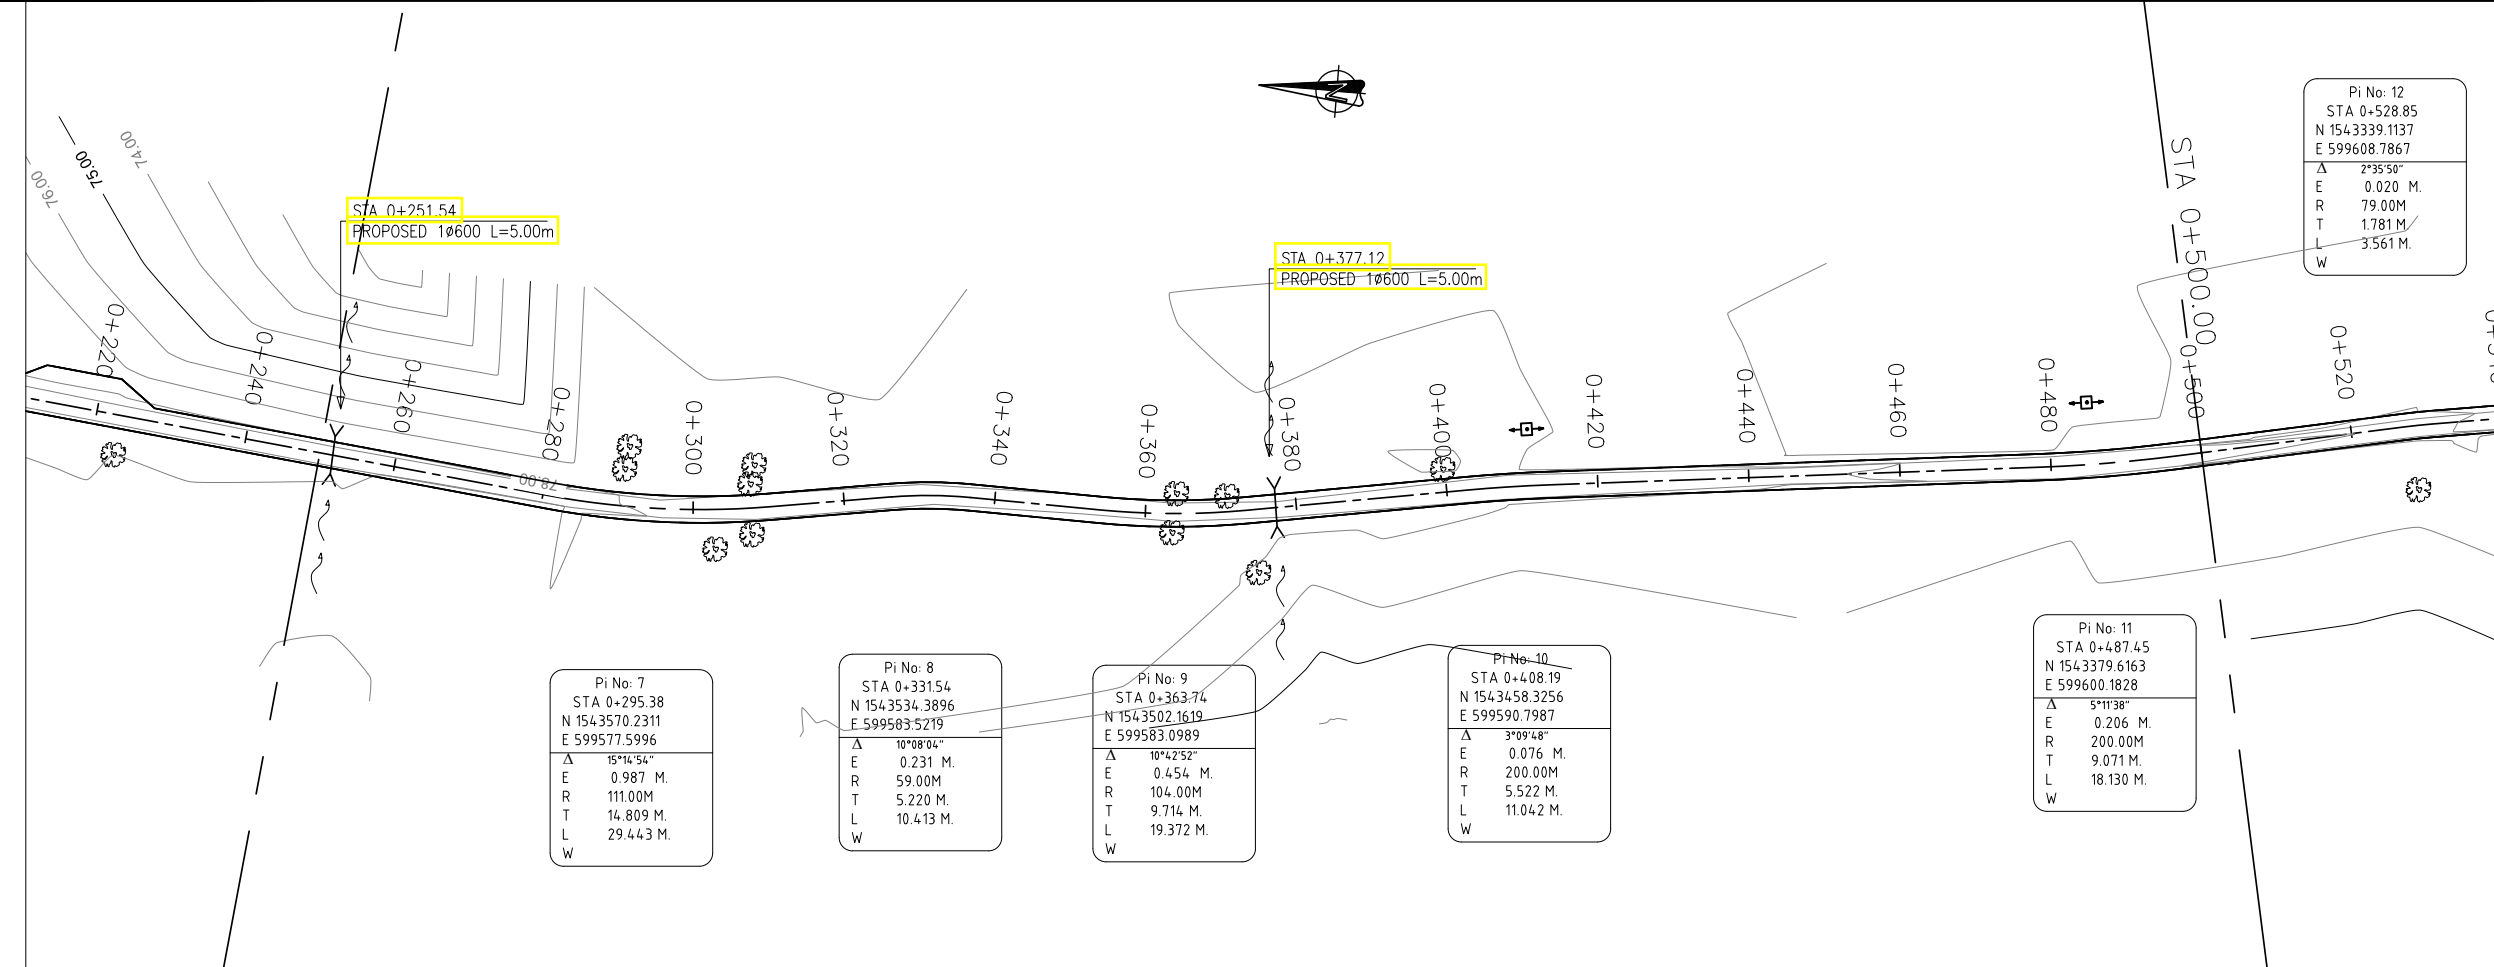 N
Pi No: 12
STA 0+528.85
N 1543339.1137
E 599608.7867
Δ 2°35'50"
E 0.020 M.
R 79.00M
T 1.781 M.
L 3.561 M.
W
76.00
75.00
74.00
STA 0+251.54
PROPOSED 1ø600 L=5.00m
STA 0+377.12
PROPOSED 1ø600 L=5.00m
STA 0+500.00
0+220
0+240
0+260
0+280
0+300
0+320
0+340
0+360
0+380
0+400
0+420
0+440
0+460
0+480
0+500
0+520
78.00
Pi No: 7
STA 0+295.38
N 1543570.2311
E 599577.5996
Δ 15°14'54"
E 0.987 M.
R 111.00M
T 14.809 M.
L 29.443 M.
W
Pi No: 8
STA 0+331.54
N 1543534.3896
E 599583.5219
Δ 10°08'04"
E 0.231 M.
R 59.00M
T 5.220 M.
L 10.413 M.
W
Pi No: 9
STA 0+363.74
N 1543502.1619
E 599583.0989
Δ 10°42'52"
E 0.454 M.
R 104.00M
T 9.714 M.
L 19.372 M.
W
Pi No: 10
STA 0+408.19
N 1543458.3256
E 599590.7987
Δ 3°09'48"
E 0.076 M.
R 200.00M
T 5.522 M.
L 11.042 M.
W
Pi No: 11
STA 0+487.45
N 1543379.6163
E 599600.1828
Δ 5°11'38"
E 0.206 M.
R 200.00M
T 9.071 M.
L 18.130 M.
W